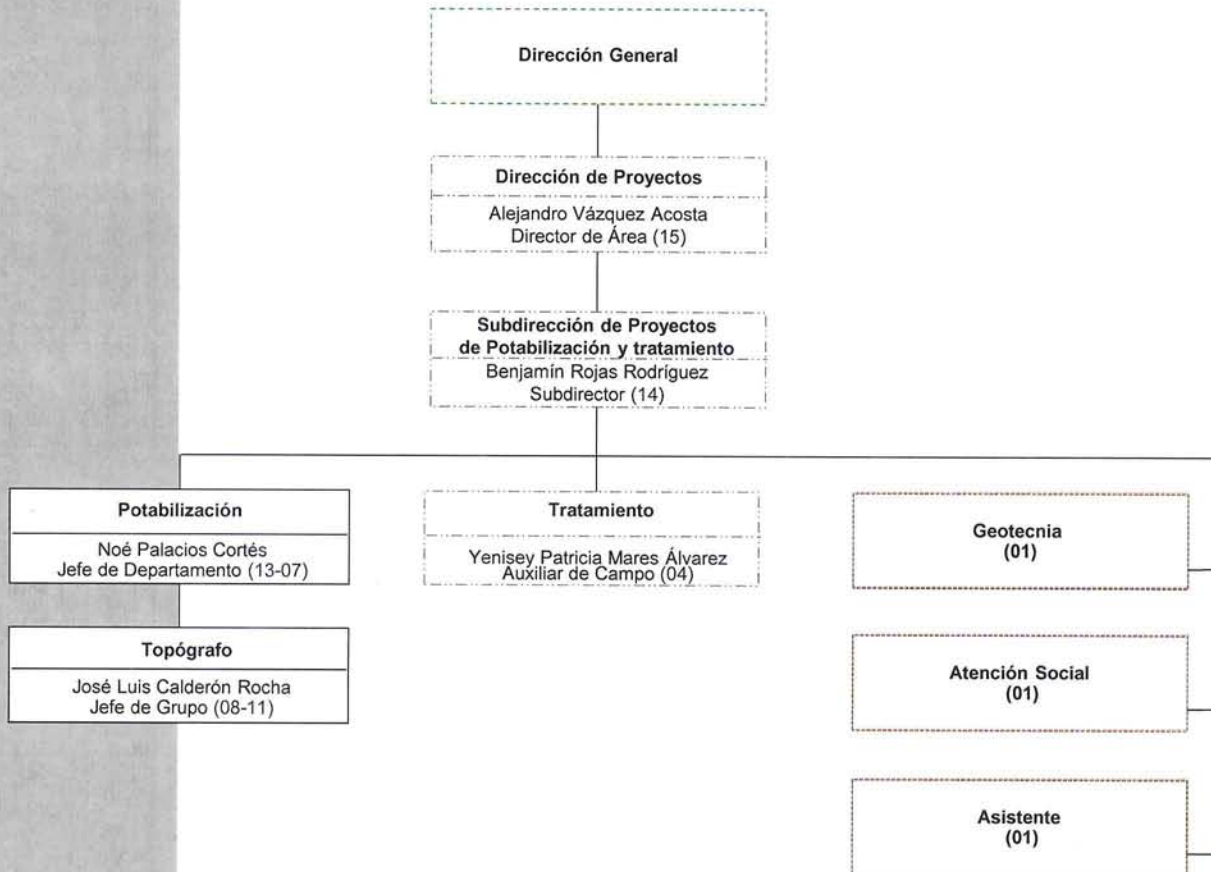 Dirección General
Dirección de Proyectos
Alejandro Vázquez Acosta
Director de Área (15)
Subdirección de Proyectos
de Potabilización y tratamiento
Benjamín Rojas Rodríguez
Subdirector (14)
Potabilización
Noé Palacios Cortés
Jefe de Departamento (13-07)
Topógrafo
José Luis Calderón Rocha
Jefe de Grupo (08-11)
Tratamiento
Yenisey Patricia Mares Álvarez
Auxiliar de Campo (04)
Geotecnia
(01)
Atención Social
(01)
Asistente
(01)